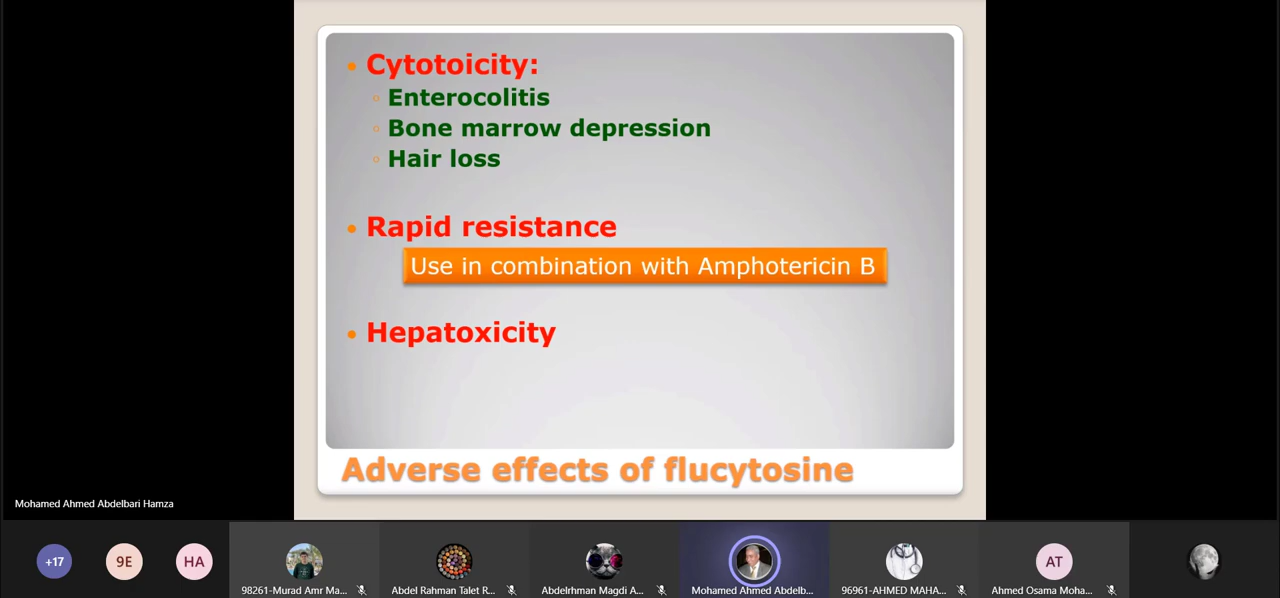 Cytotoicity:
Enterocolitis
Bone marrow depression
Hair loss
Rapid resistance
Use in combination with Amphotericin B
Hepatoxicity
Adverse effects of flucytosine
Mohamed Ahmed Abdelbari Hamza
+17
9E
HA
98261-Murad Amr Ma...
Abdel Rahman Talet R...
Abdelrhman Magdi A...
Mohamed Ahmed Abdelb...
96961-AHMED MAHA...
AT
Ahmed Osama Moha...